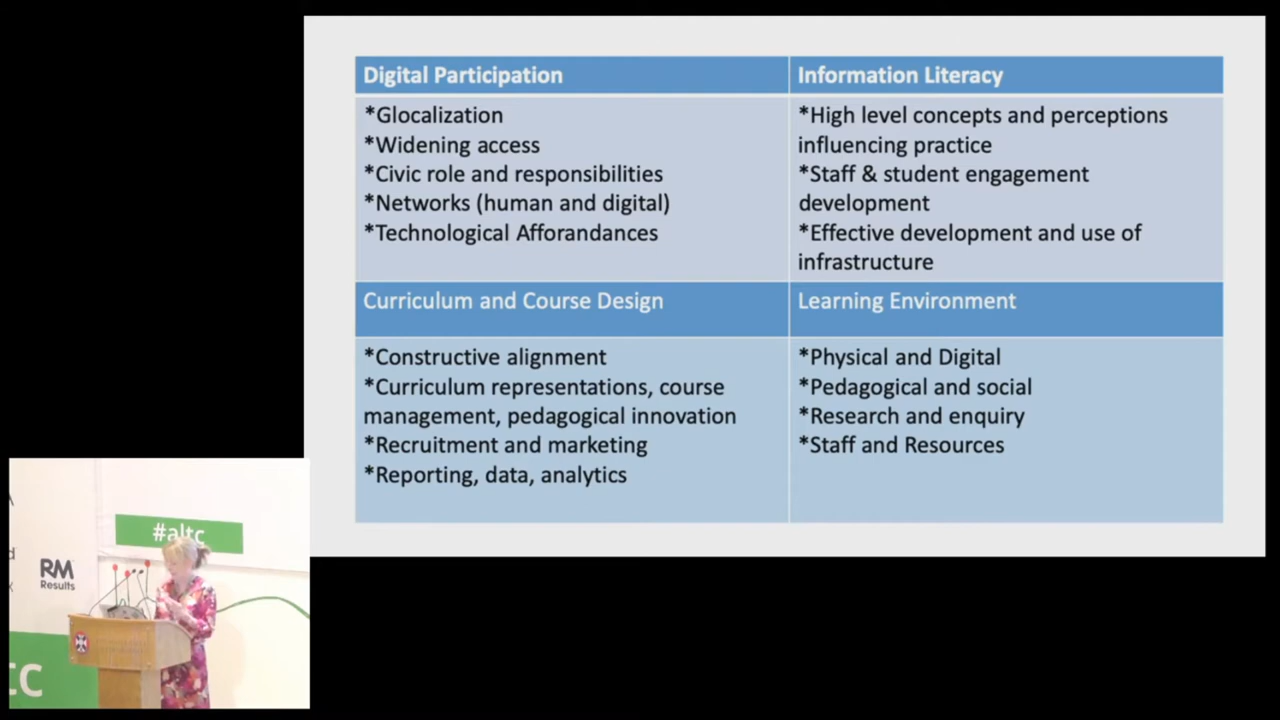 Digital Participation
*Glocalization
*Widening access
*Civic role and responsibilities
*Networks (human and digital)
*Technological Afforandances
Information Literacy
*High level concepts and perceptions
influencing practice
*Staff & student engagement
development
*Effective development and use of
infrastructure
Curriculum and Course Design
*Constructive alignment
*Curriculum representations, course
management, pedagogical innovation
*Recruitment and marketing
*Reporting, data, analytics
Learning Environment
*Physical and Digital
*Pedagogical and social
*Research and enquiry
*Staff and Resources
#altc
RM
Results